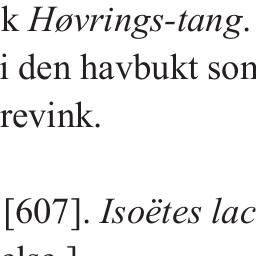 k Høvrings-tang.
i den havbukt son
revink.
[607]. Isoëtes lac
else.]